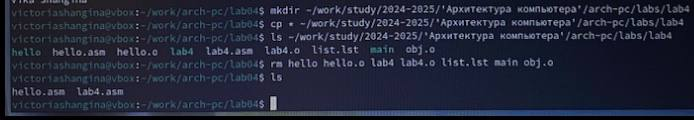 victoriashangina@vbox:~/work/arch-pc/lab04$ mkdir ~/work/study/2024-2025/'Архитектура компьютера'/arch-pc/labs/lab4
victoriashangina@vbox:~/work/arch-pc/lab04$ cp * ~/work/study/2024-2025/'Архитектура компьютера'/arch-pc/labs/lab4
victoriashangina@vbox:~/work/arch-pc/lab04$ ls ~/work/study/2024-2025/'Архитектура компьютера'/arch-pc/labs/lab4
hello hello.asm hello.o lab4 lab4.asm lab4.o list.lst main obj.o
victoriashangina@vbox:~/work/arch-pc/lab04$ rm hello hello.o lab4 lab4.o list.lst main obj.o
victoriashangina@vbox:~/work/arch-pc/lab04$ ls
hello.asm lab4.asm
victoriashangina@vbox:~/work/arch-pc/lab04$